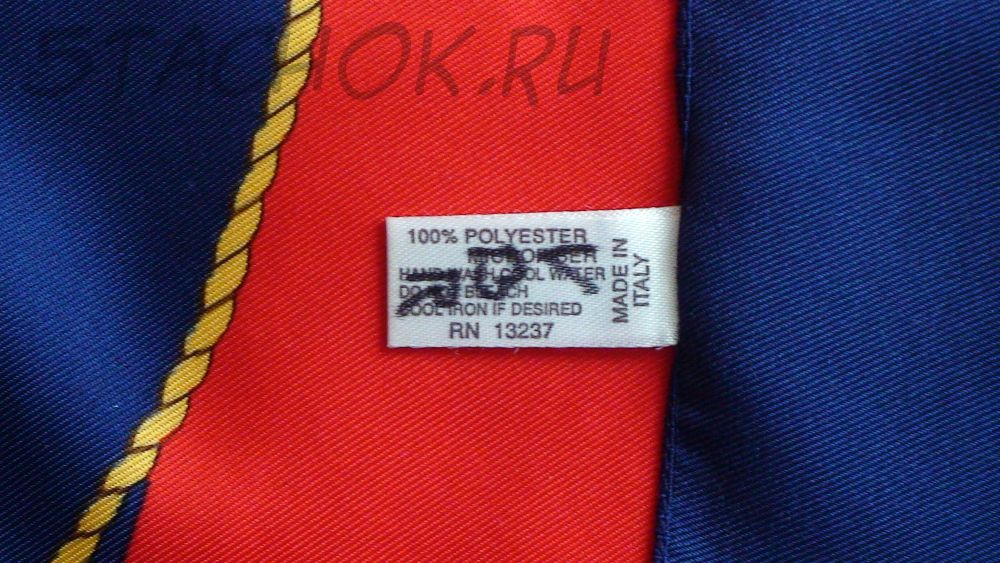 STACHOK.RU
100% POLYESTER
MICROFIBER
HAND WASH COOL WATER
DO NOT BLEACH
COOL IRON IF DESIRED
RN 13237
MADE IN
ITALY